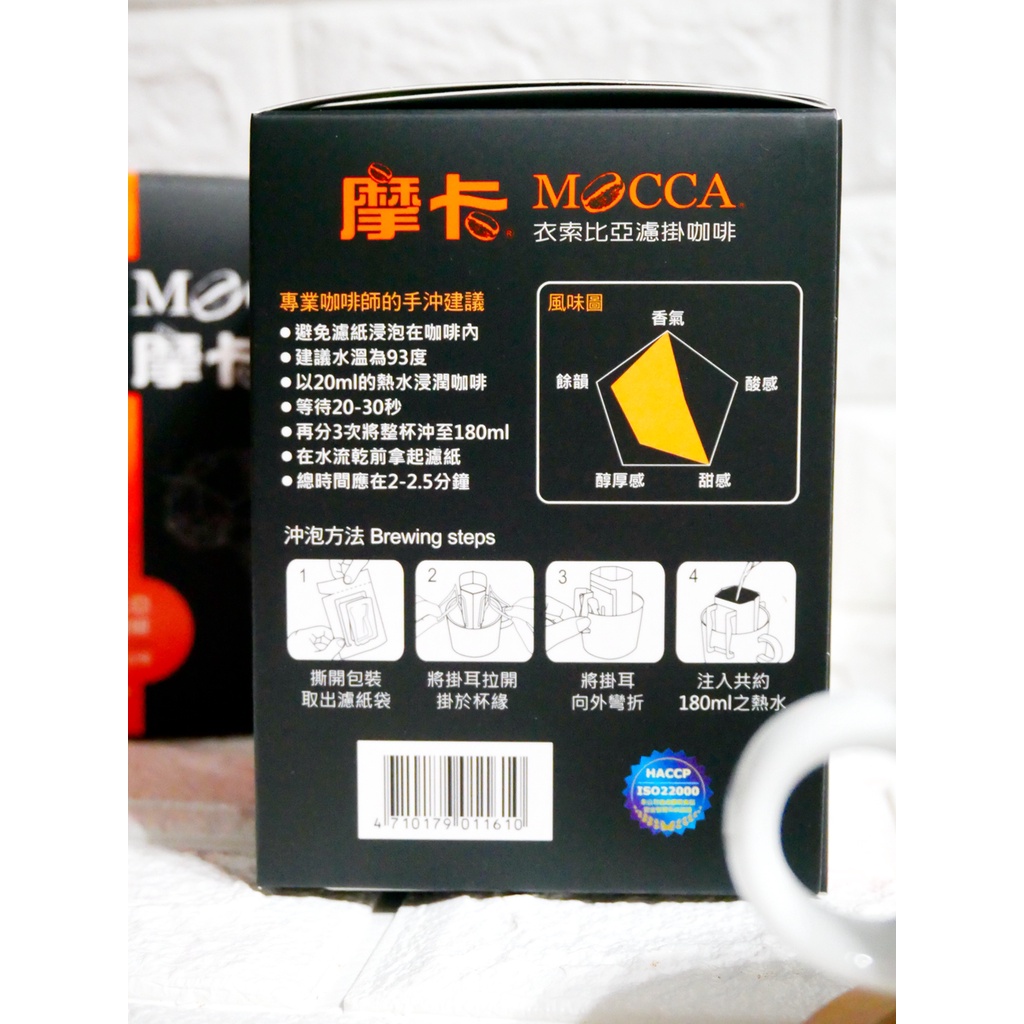 摩卡
MOCCA
衣索比亞濾掛咖啡
專業咖啡師的手沖建議
●避免濾紙浸泡在咖啡內
●建議水溫為93度
●以20ml的熱水浸潤咖啡
●等待20-30秒
●再分3次將整杯沖至180ml
●在水流乾前拿起濾紙
●總時間應在2-2.5分鐘
風味圖
香氣
餘韻
酸感
醇厚感
甜感
沖泡方法 Brewing steps
1
2
3
4
撕開包裝
取出濾紙袋
將掛耳拉開
掛於杯緣
將掛耳
向外彎折
注入共約
180ml之熱水
4 710179 011610
HACCP
ISO22000
摩卡